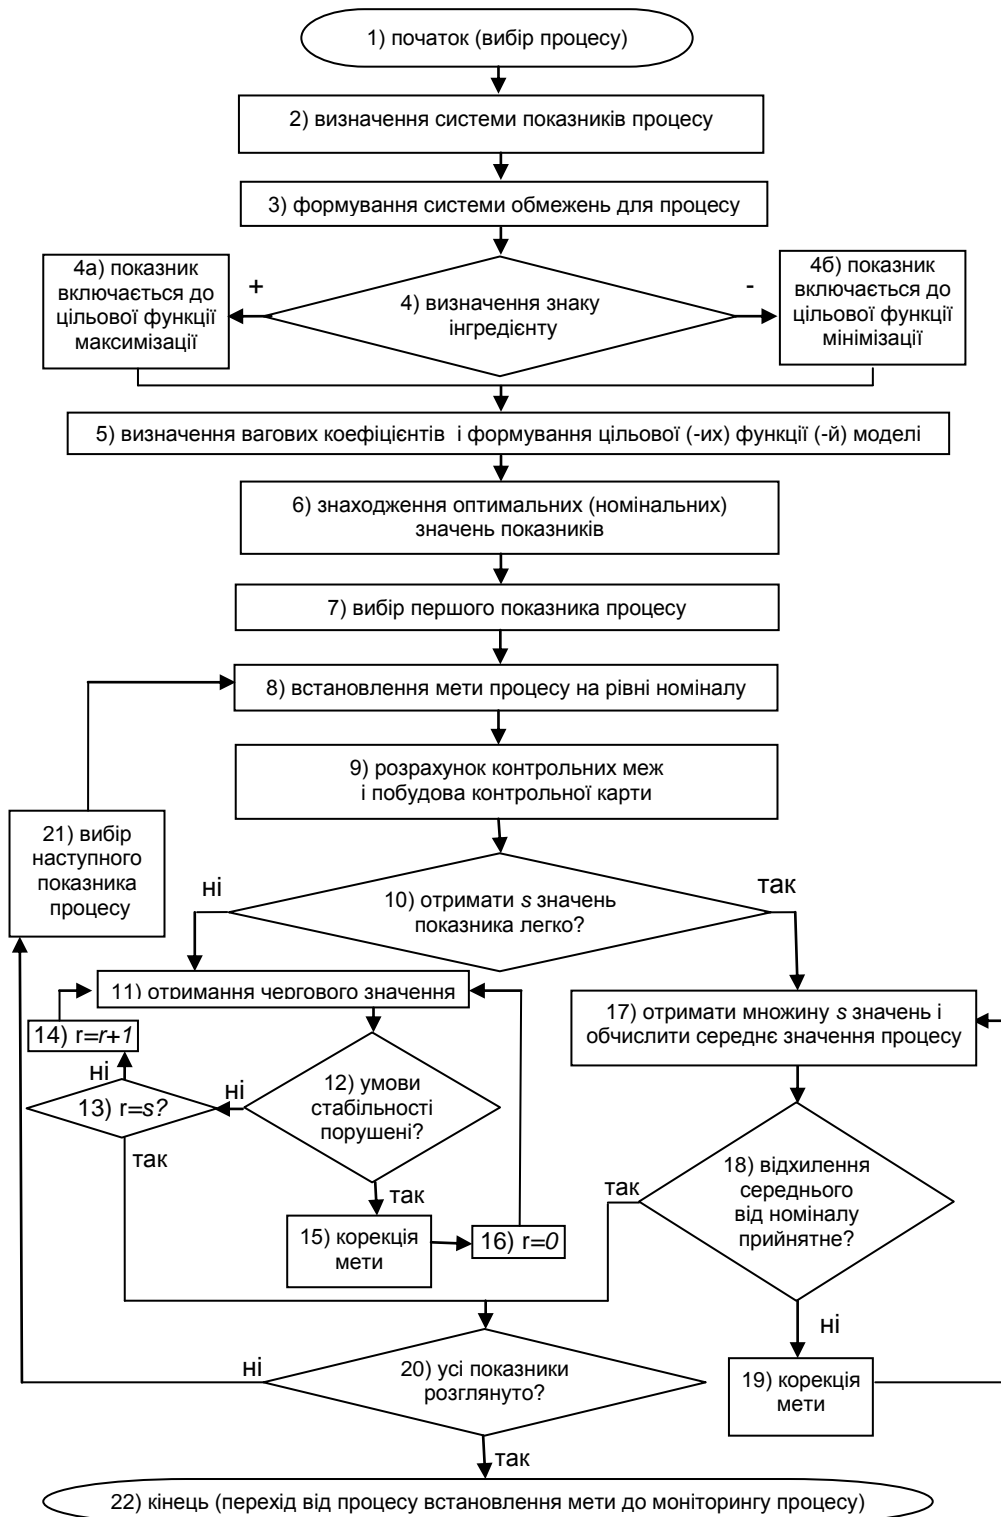 1) початок (вибір процесу)
2) визначення системи показників процесу
3) формування системи обмежень для процесу
4а) показник
включається до
цільової функції
максимізації
+
4) визначення знаку
інгредієнту
-
4б) показник
включається до
цільової функції
мінімізації
5) визначення вагових коефіцієнтів і формування цільової (-их) функції (-й) моделі
6) знаходження оптимальних (номінальних)
значень показників
7) вибір першого показника процесу
8) встановлення мети процесу на рівні номіналу
9) розрахунок контрольних меж
і побудова контрольної карти
21) вибір
наступного
показника
процесу
ні
10) отримати s значень
показника легко?
так
11) отримання чергового значення
14) r=r+1
ні
13) r=s?
так
ні
12) умови
стабільності
порушені?
так
15) корекція
мети
16) r=0
17) отримати множину s значень і
обчислити середнє значення процесу
так
18) відхилення
середнього
від номіналу
прийнятне?
ні
19) корекція
мети
ні
20) усі показники
розглянуто?
так
22) кінець (перехід від процесу встановлення мети до моніторингу процесу)